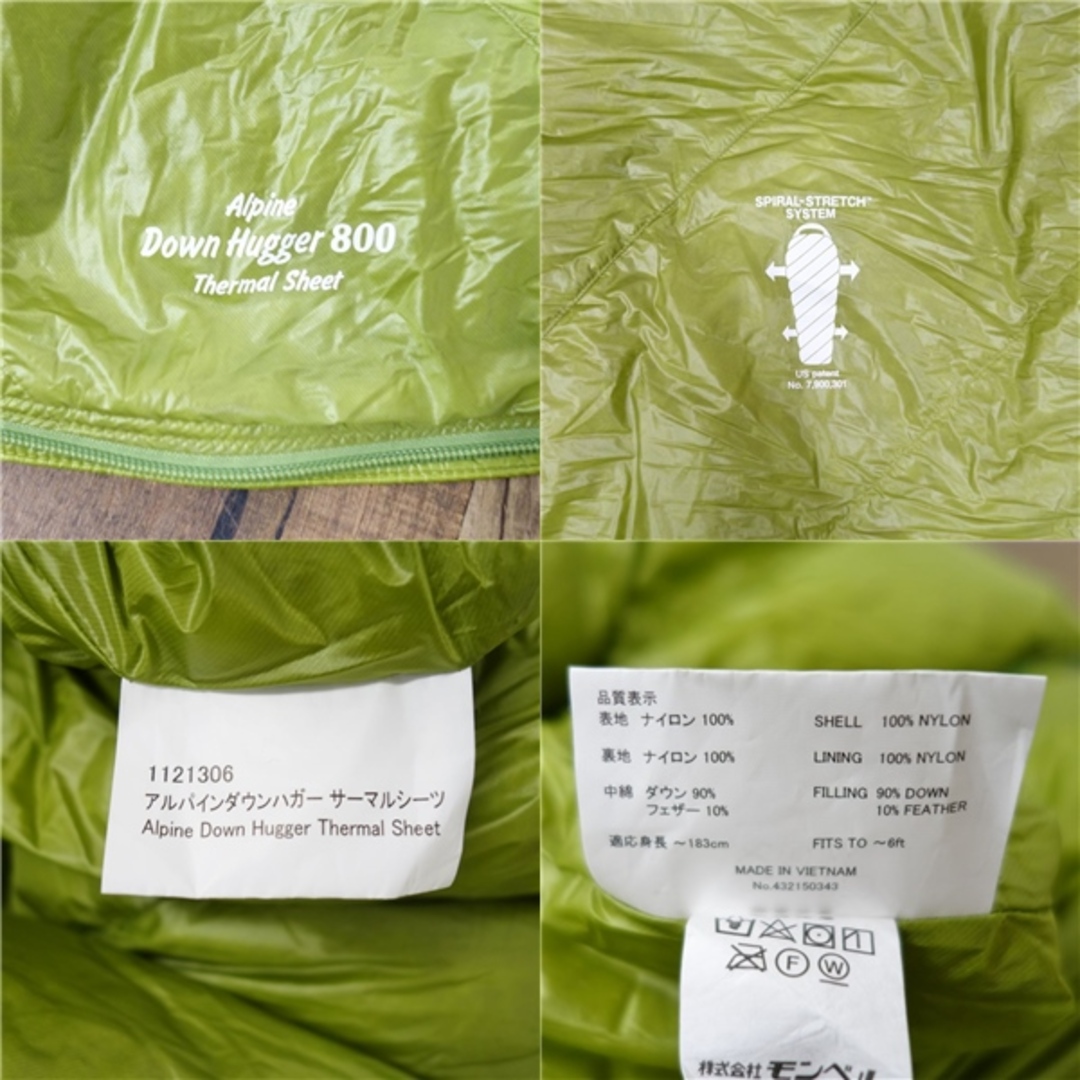 Alpine
Down Hugger 800
Thermal Sheet
SPIRAL-STRETCH™
SYSTEM
US patent
No. 7,900,301
1121306
アルパインダウンハガー サーマルシーツ
Alpine Down Hugger Thermal Sheet
品質表示
表地 ナイロン 100% SHELL 100% NYLON
裏地 ナイロン 100% LINING 100% NYLON
中綿 ダウン 90% FILLING 90% DOWN
フェザー 10% 10% FEATHER
適応身長 ～183cm FITS TO ～6ft
MADE IN VIETNAM
No.432150343
F W
株式会社 モンベル